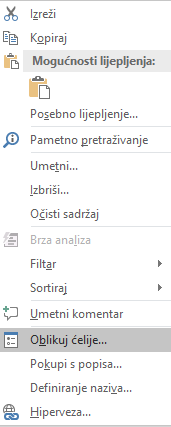 Izreži
Kopiraj
Mogućnosti lijepljenja:
Posebno lijepljenje...
Pametno pretraživanje
Umetni...
Izbriši...
Očisti sadržaj
Brza analiza
Filtar
Sortiraj
Umetni komentar
Oblikuj ćelije...
Pokupi s popisa...
Definiranje naziva...
Hiperveza...